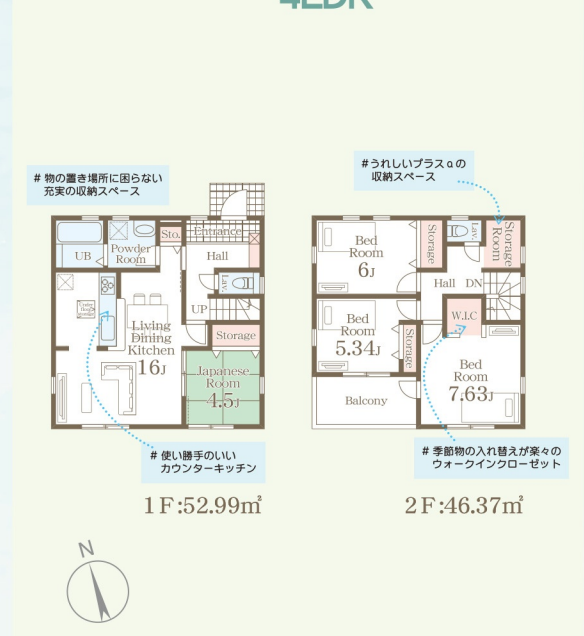 4LDK
# 物の置き場所に困らない
充実の収納スペース
# うれしいプラスαの
収納スペース
UB
Powder
Room
Sto.
Entrance
Hall
Lav.
UP
Storage
Living
Dining
Kitchen
16J
Japanese
Room
4.5J
Bed
Room
6J
Storage
Lav.
Storage
Room
Hall
DN
W.I.C
Bed
Room
5.34J
Storage
Bed
Room
7.63J
Balcony
# 使い勝手のいい
カウンターキッチン
# 季節物の入れ替えが楽々の
ウォークインクローゼット
1F:52.99㎡
2F:46.37㎡
N